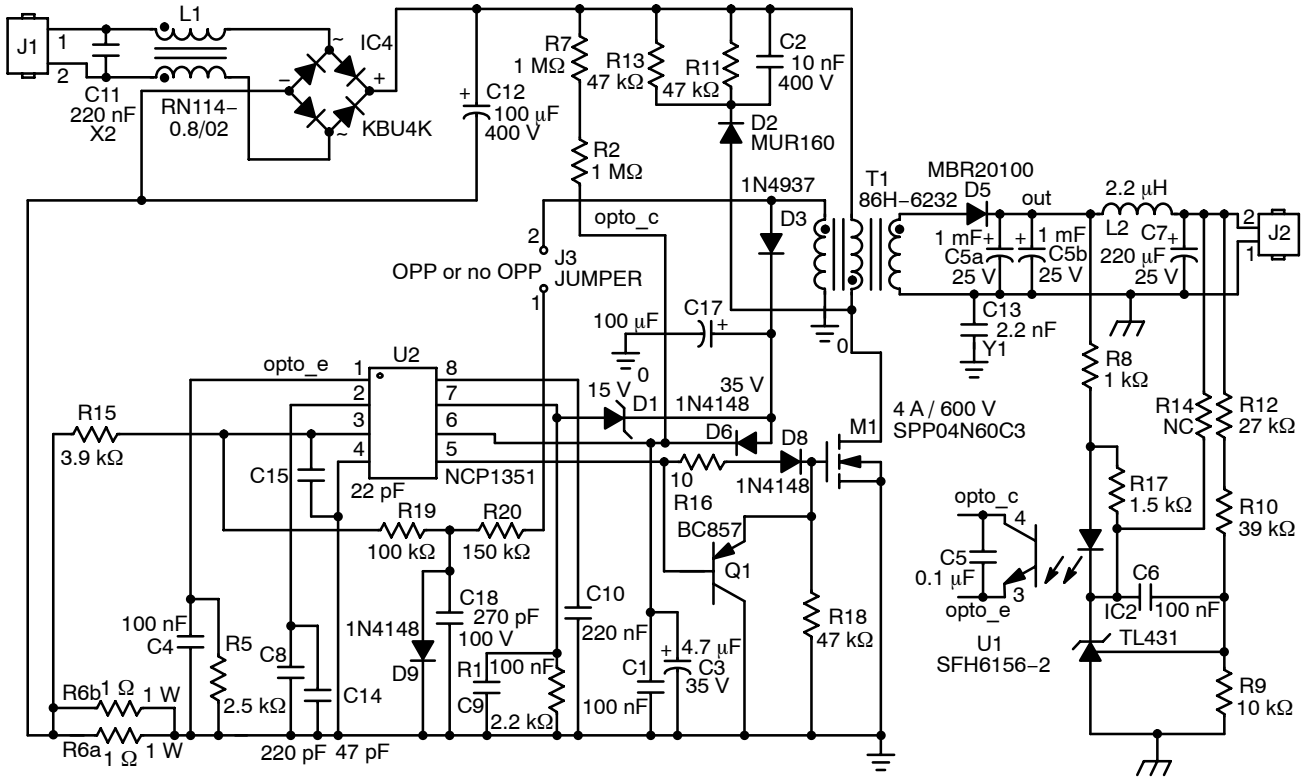 L1
J1
1
2
C11
220 nF
X2
RN114–
0.8/02
IC4
~
~
–
+
KBU4K
+
C12
100 µF
400 V
R7
1 MΩ
R13
47 kΩ
R11
47 kΩ
C2
10 nF
400 V
D2
MUR160
R2
1 MΩ
1N4937
D3
opto_c
T1
86H–6232
MBR20100
D5
out
2.2 µH
L2
1 mF
+
C5a
25 V
+
1 mF
C5b
25 V
C7
+
220 µF
25 V
2
1
J2
2
OPP or no OPP
J3
JUMPER
1
C17
100 µF
+
0
0
35 V
C13
2.2 nF
Y1
opto_e
U2
1
2
3
4
8
7
6
5
NCP1351
15 V
D1
1N4148
D6
D8
1N4148
M1
4 A / 600 V
SPP04N60C3
R8
1 kΩ
R14
NC
R12
27 kΩ
R15
3.9 kΩ
C15
22 pF
10
R16
R19
100 kΩ
R20
150 kΩ
BC857
Q1
R17
1.5 kΩ
R10
39 kΩ
opto_c
4
C5
0.1 µF
3
opto_e
U1
SFH6156–2
C6
IC2
100 nF
TL431
R9
10 kΩ
100 nF
C4
R5
2.5 kΩ
C8
C14
220 pF
47 pF
1N4148
D9
C18
270 pF
100 V
C10
220 nF
R1
100 nF
C9
2.2 kΩ
C1
100 nF
+
4.7 µF
C3
35 V
R18
47 kΩ
R6b
1 Ω
1 W
R6a
1 Ω
1 W